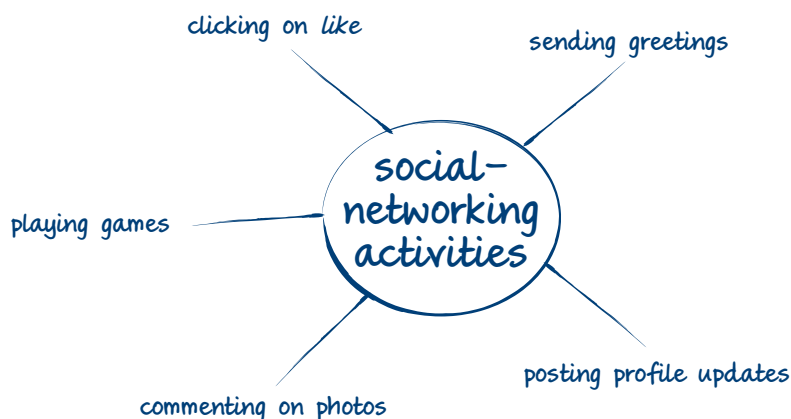 clicking on like
sending greetings
social-
networking
activities
playing games
posting profile updates
commenting on photos